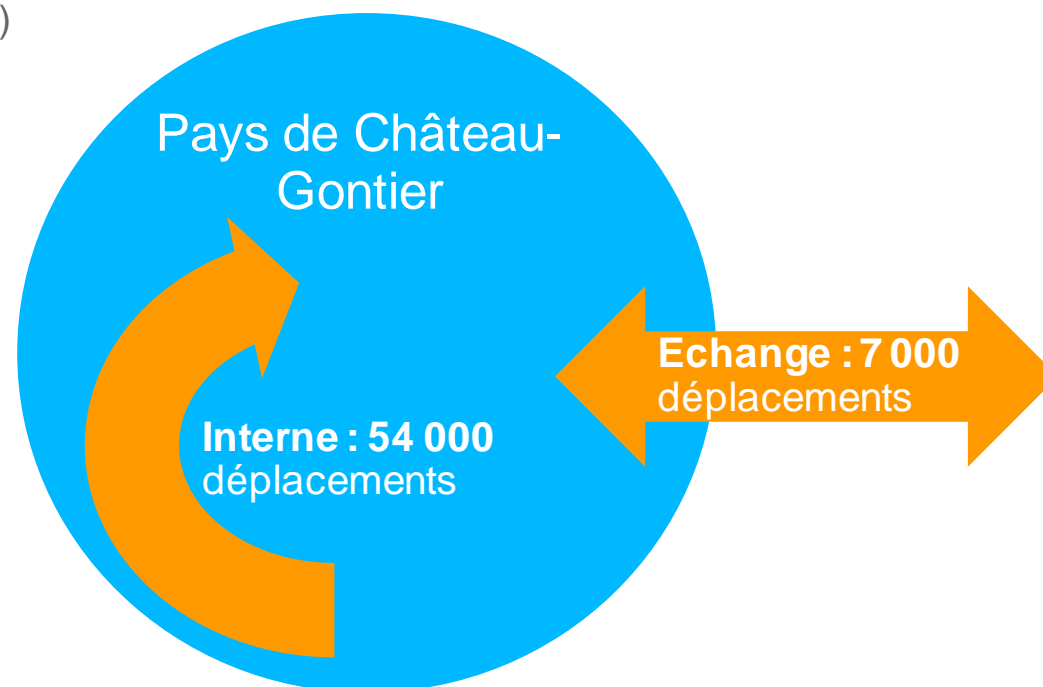 )
Pays de Château-
Gontier
Echange : 7 000
déplacements
Interne : 54 000
déplacements